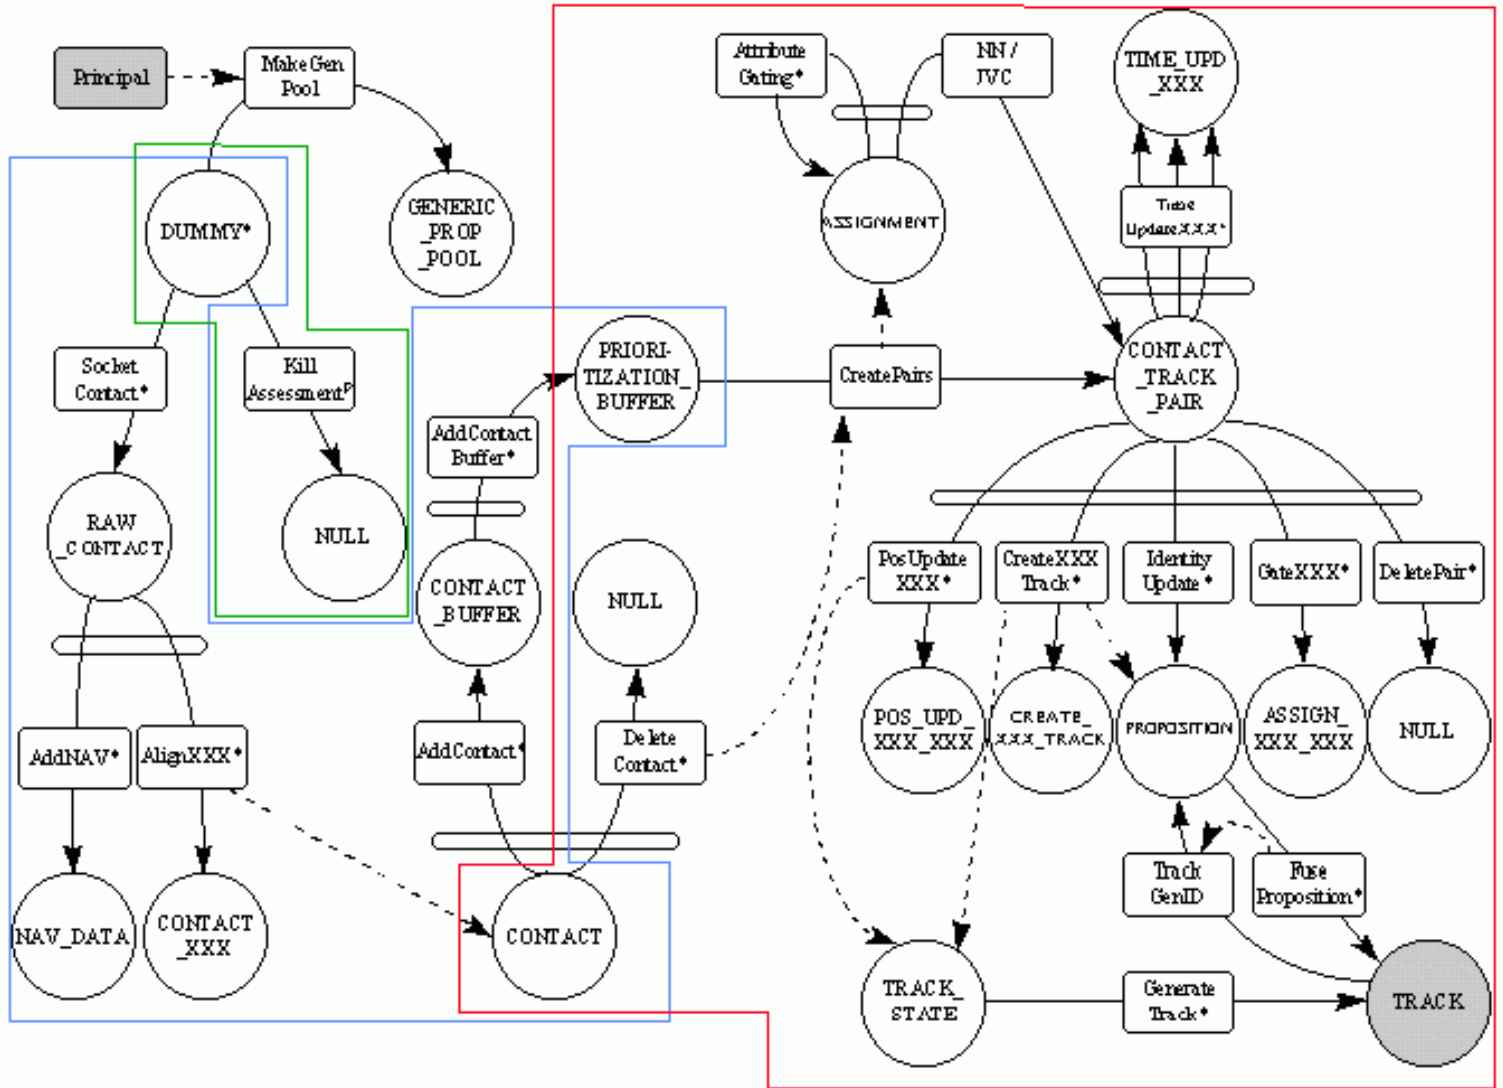 Principal
Make Gen
Pool
DUMMY*
GENERIC
_PROP
_POOL
Socket
Contact*
Kill
AssessmentP
RAW
_CONTACT
NULL
AddNAV*
AlignXXX*
NAV_DATA
CONTACT
_XXX
PRIORI-
TIZATION_
BUFFER
AddContact
Buffer*
CONTACT
_BUFFER
NULL
AddContact*
Delete
Contact*
CONTACT
Attribute
Gating*
NN /
JVC
ASSIGNMENT
CreatePairs
TIME_UPD
_XXX
Time
UpdateXXX*
CONTACT
_TRACK
_PAIR
PosUpdate
XXX*
CreateXXX
Track*
Identity
Update*
GateXXX*
DeletePair*
POS_UPD_
XXX_XXX
CREATE_
XXX_TRACK
PROPOSITION
ASSIGN_
XXX_XXX
NULL
Track
GenID
Fuse
Proposition*
TRACK_
STATE
Generate
Track*
TRACK